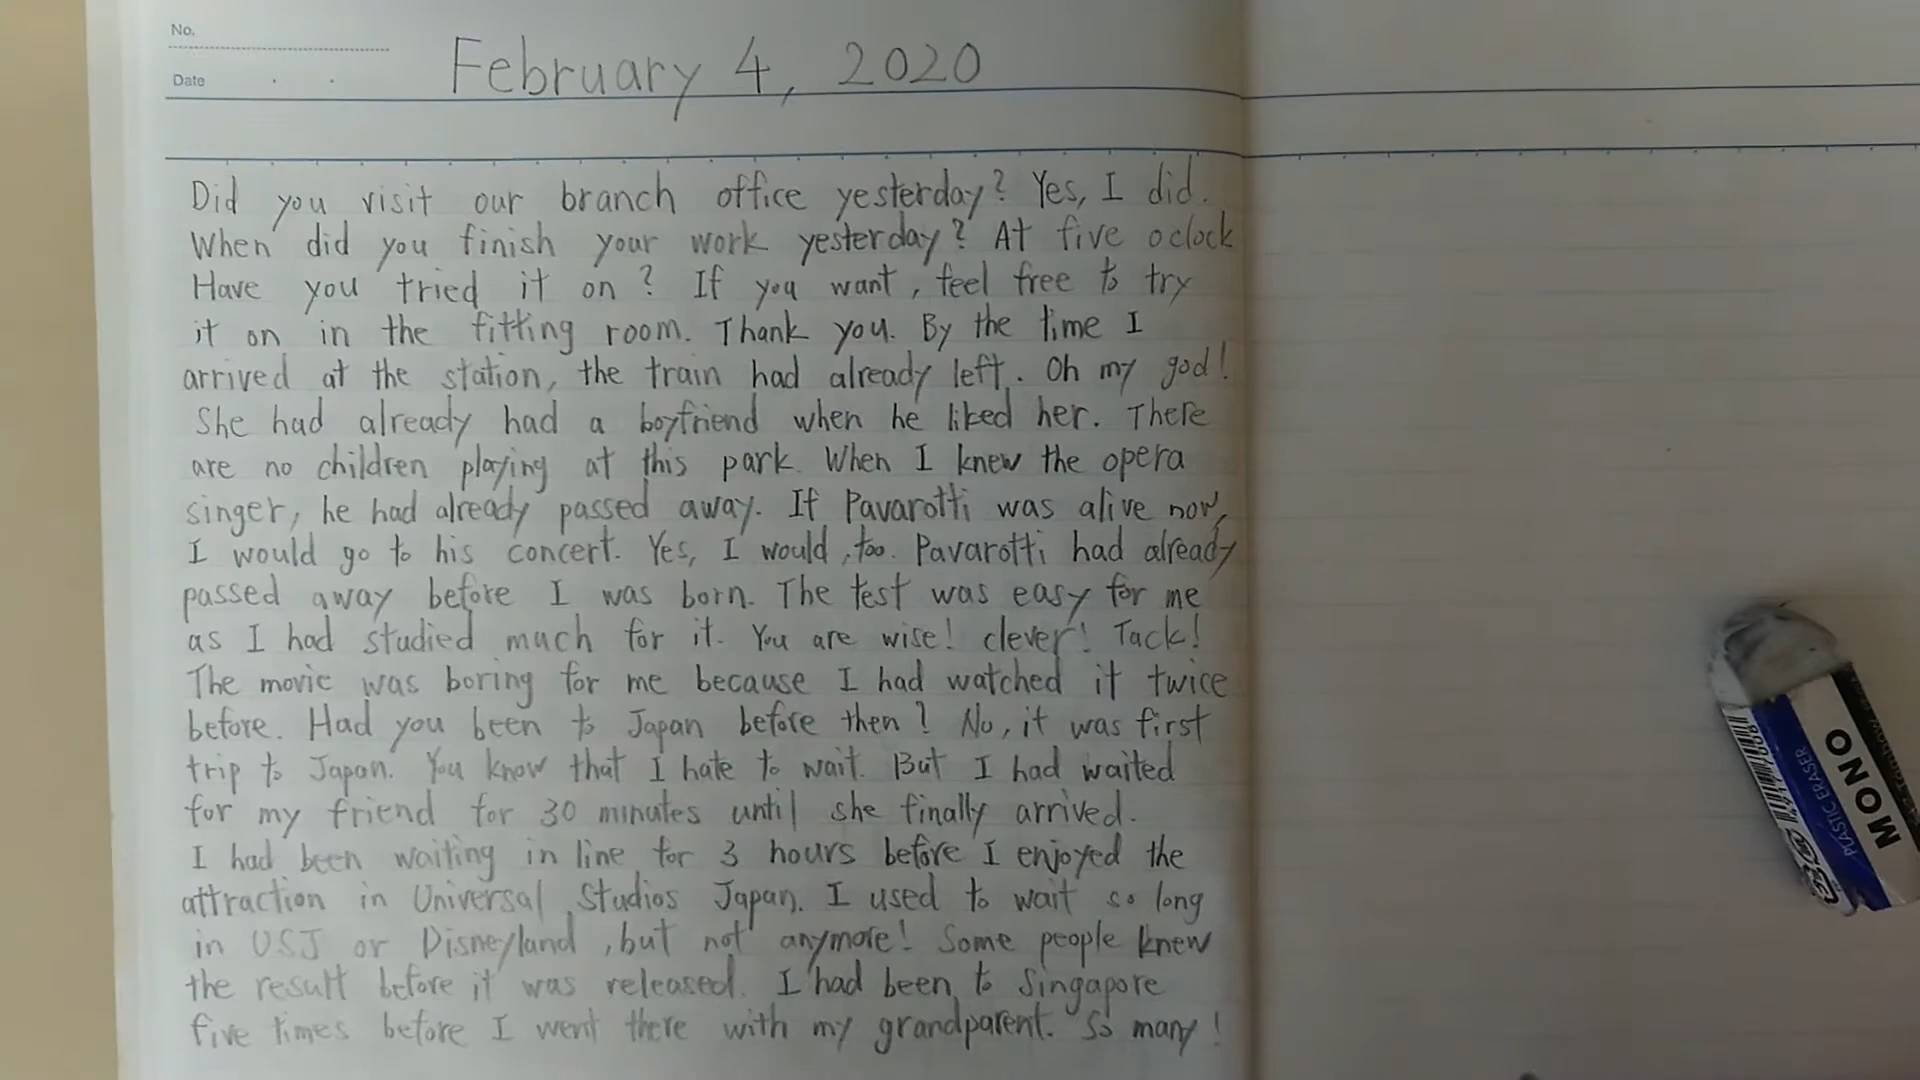 No.
Date
February 4, 2020
Did you visit our branch office yesterday? Yes, I did.
When did you finish your work yesterday? At five oclock
Have you tried it on? If you want, feel free to try
it on in the fitting room. Thank you. By the time I
arrived at the station, the train had already left. Oh my god!
She had already had a boyfriend when he liked her. There
are no children playing at this park. When I knew the opera
singer, he had already passed away. If Pavarotti was alive now,
I would go to his concert. Yes, I would, too. Pavarotti had already
passed away before I was born. The test was easy for me
as I had studied much for it. You are wise! clever! Tack!
The movie was boring for me because I had watched it twice
before. Had you been to Japan before then? No, it was first
trip to Japan. You know that I hate to wait. But I had waited
for my friend for 30 minutes until she finally arrived.
I had been waiting in line for 3 hours before I enjoyed the
attraction in Universal Studios Japan. I used to wait so long
in USJ or Disneyland, but not anymore! Some people knew
the result before it was released. I had been to Singapore
five times before I went there with my grandparent. So many!
MONO
PLASTIC ERASER